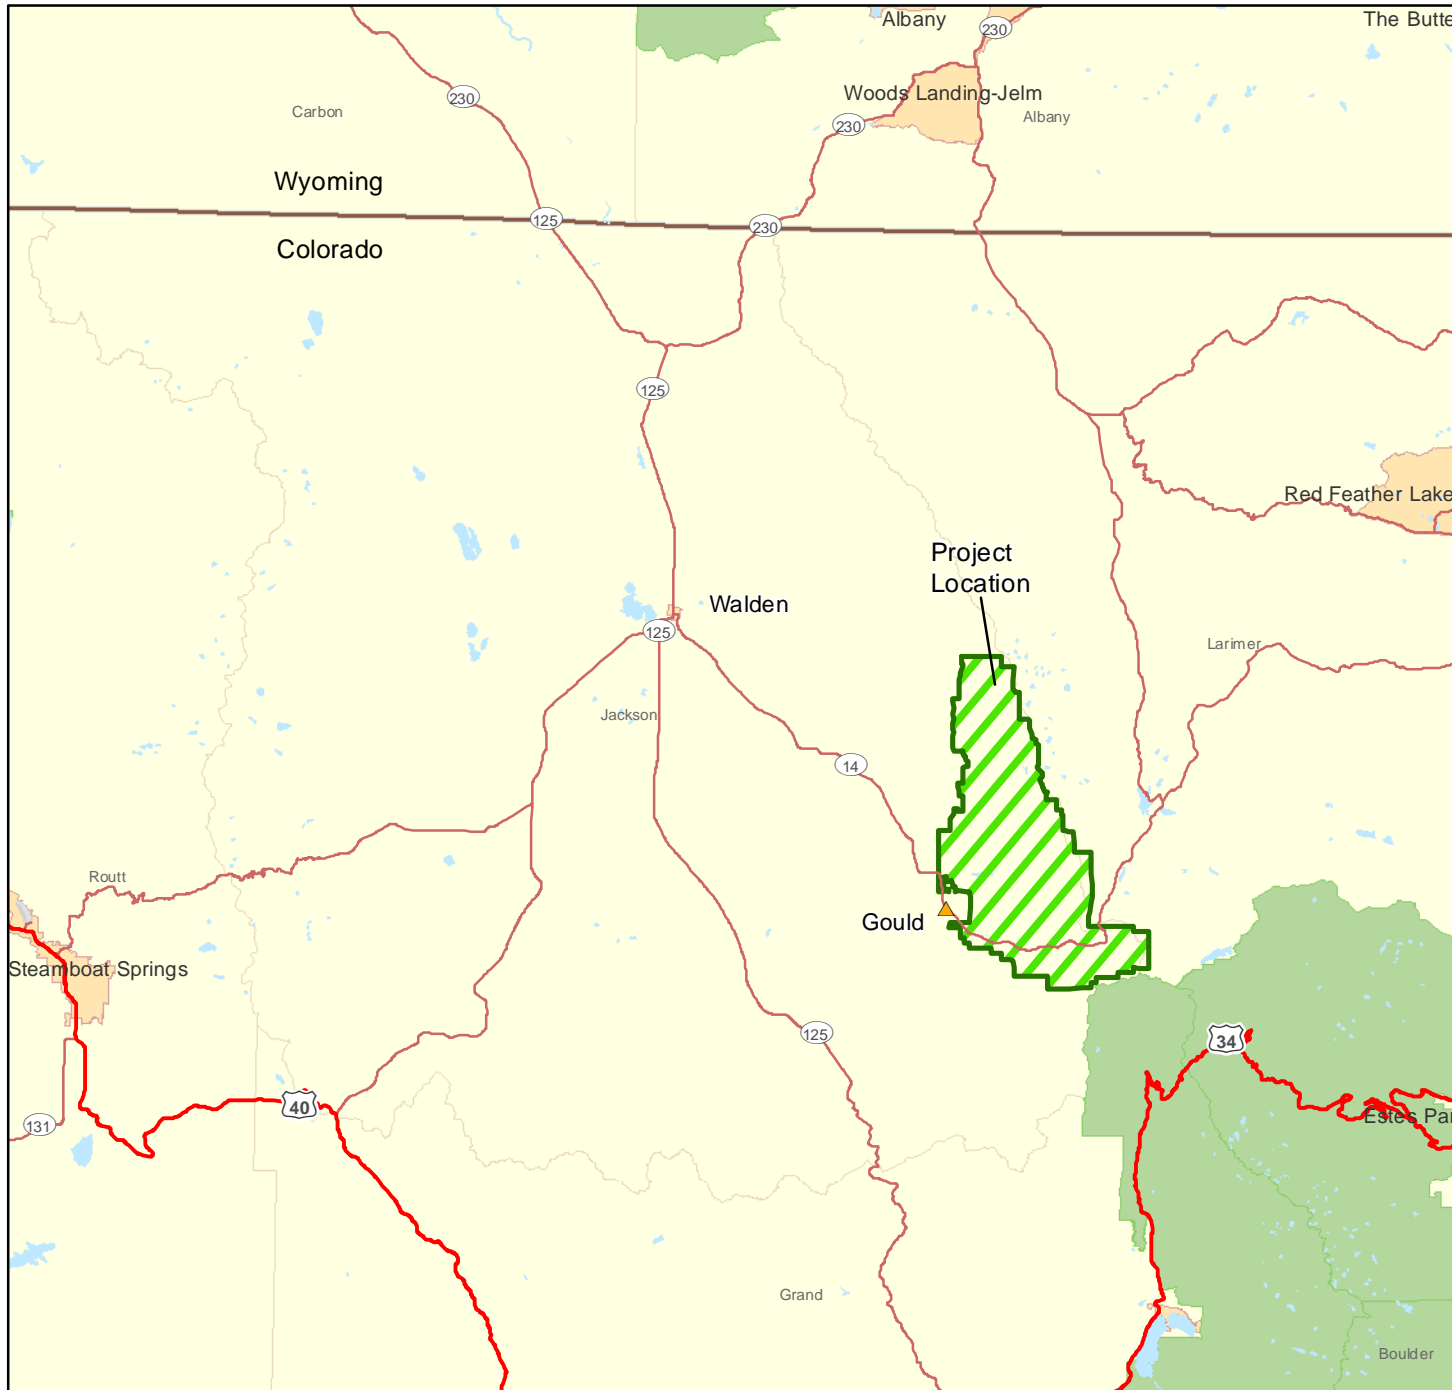 Albany
The Butte
230
230
Woods Landing-Jelm
Carbon
230
Albany
Wyoming
125
230
Colorado
125
Red Feather Lake
Project
Location
Walden
125
Larimer
Jackson
14
Routt
Gould
Steamboat Springs
125
34
40
Estes Par
131
Grand
Boulder